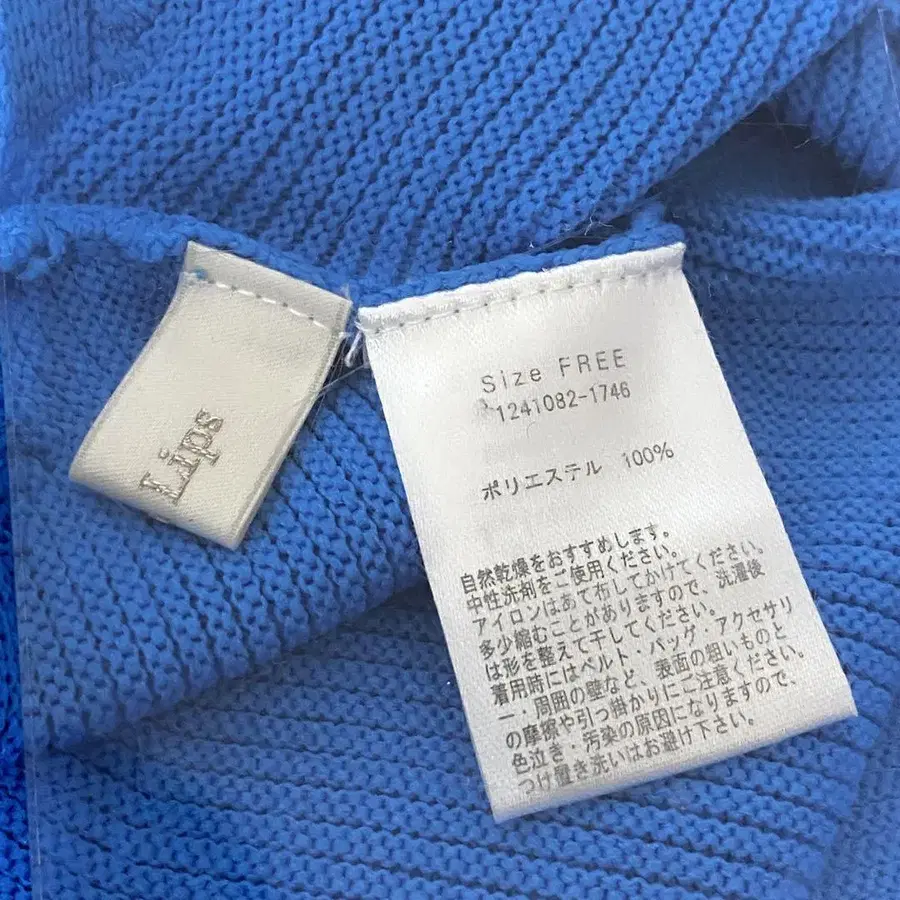 Lips
Size FREE
1241082-1746
ポリエステル 100%
自然乾燥をおすすめします。
中性洗剤をご使用ください。
アイロンはあて布してかけてください。
多少縮むことがありますので、洗濯後
は形を整えて干してください。
着用時にはベルト・バッグ・アクセサリ
ー・周囲の壁など、表面の粗いものと
の摩擦や引っ掛かりにご注意ください。
色泣き・汚染の原因になりますので、
つけ置き洗いはお避け下さい。